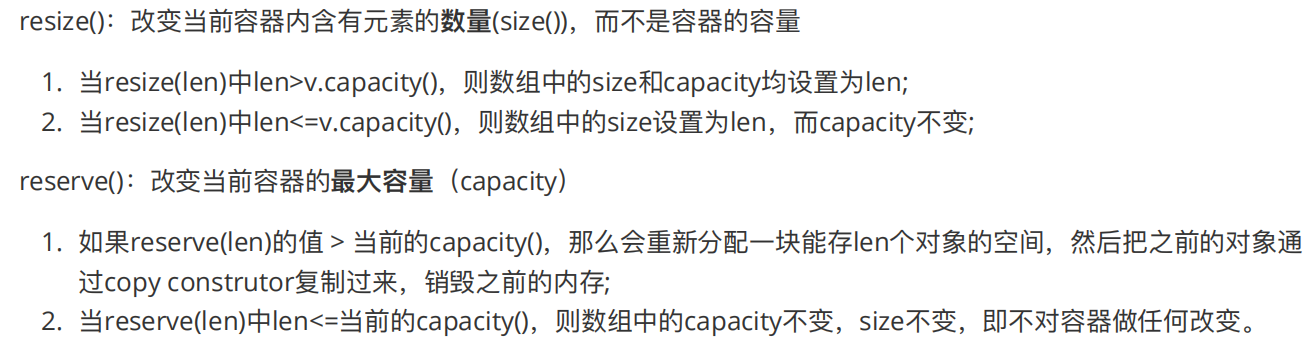 resize()：改变当前容器内含有元素的数量(size())，而不是容器的容量
1. 当resize(len)中len>v.capacity()，则数组中的size和capacity均设置为len;
2. 当resize(len)中len<=v.capacity()，则数组中的size设置为len，而capacity不变;
reserve()：改变当前容器的最大容量（capacity）
1. 如果reserve(len)的值 > 当前的capacity()，那么会重新分配一块能存len个对象的空间，然后把之前的对象通
过copy construtor复制过来，销毁之前的内存;
2. 当reserve(len)中len<=当前的capacity()，则数组中的capacity不变，size不变，即不对容器做任何改变。